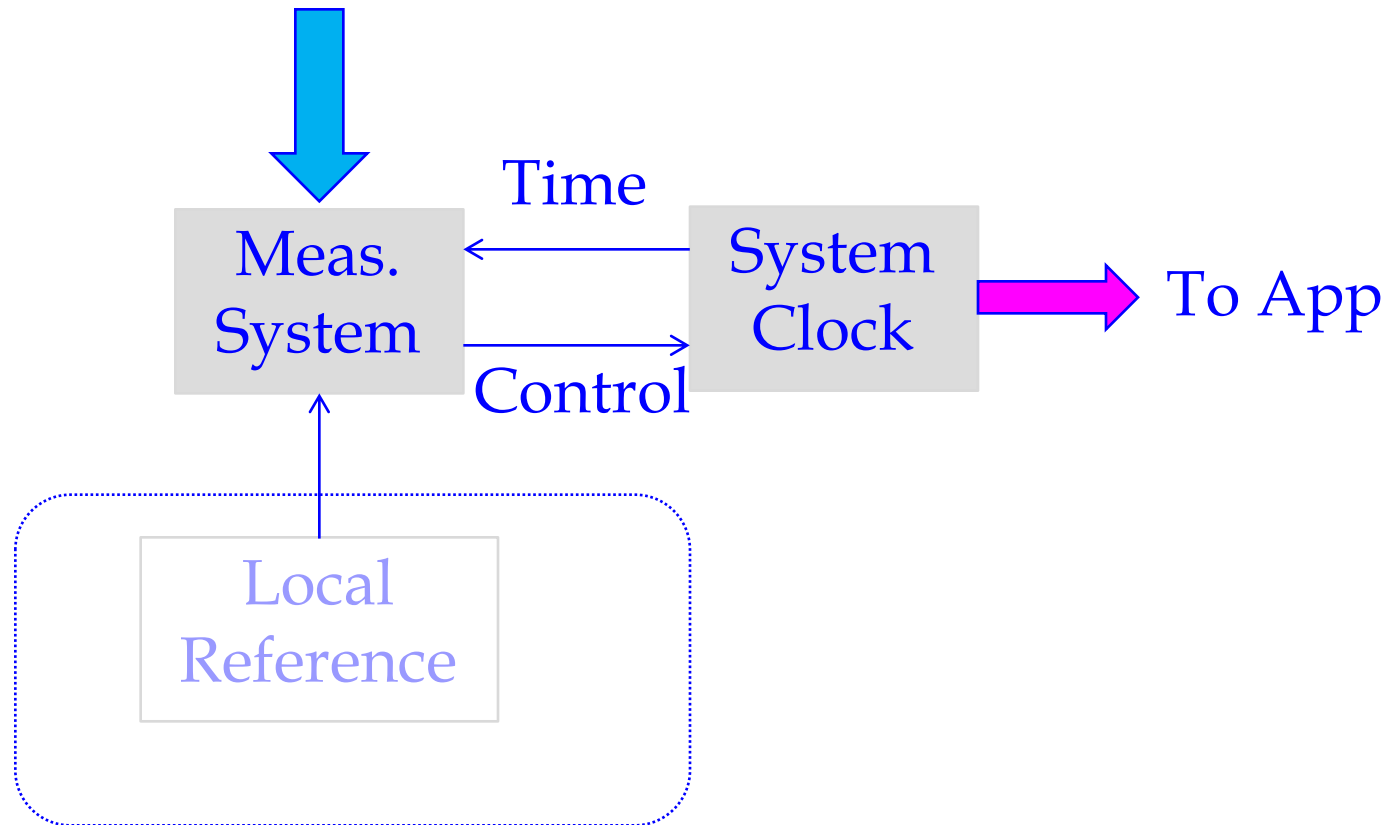 Time
Meas.
System
System
Clock
To App
Control
Local
Reference